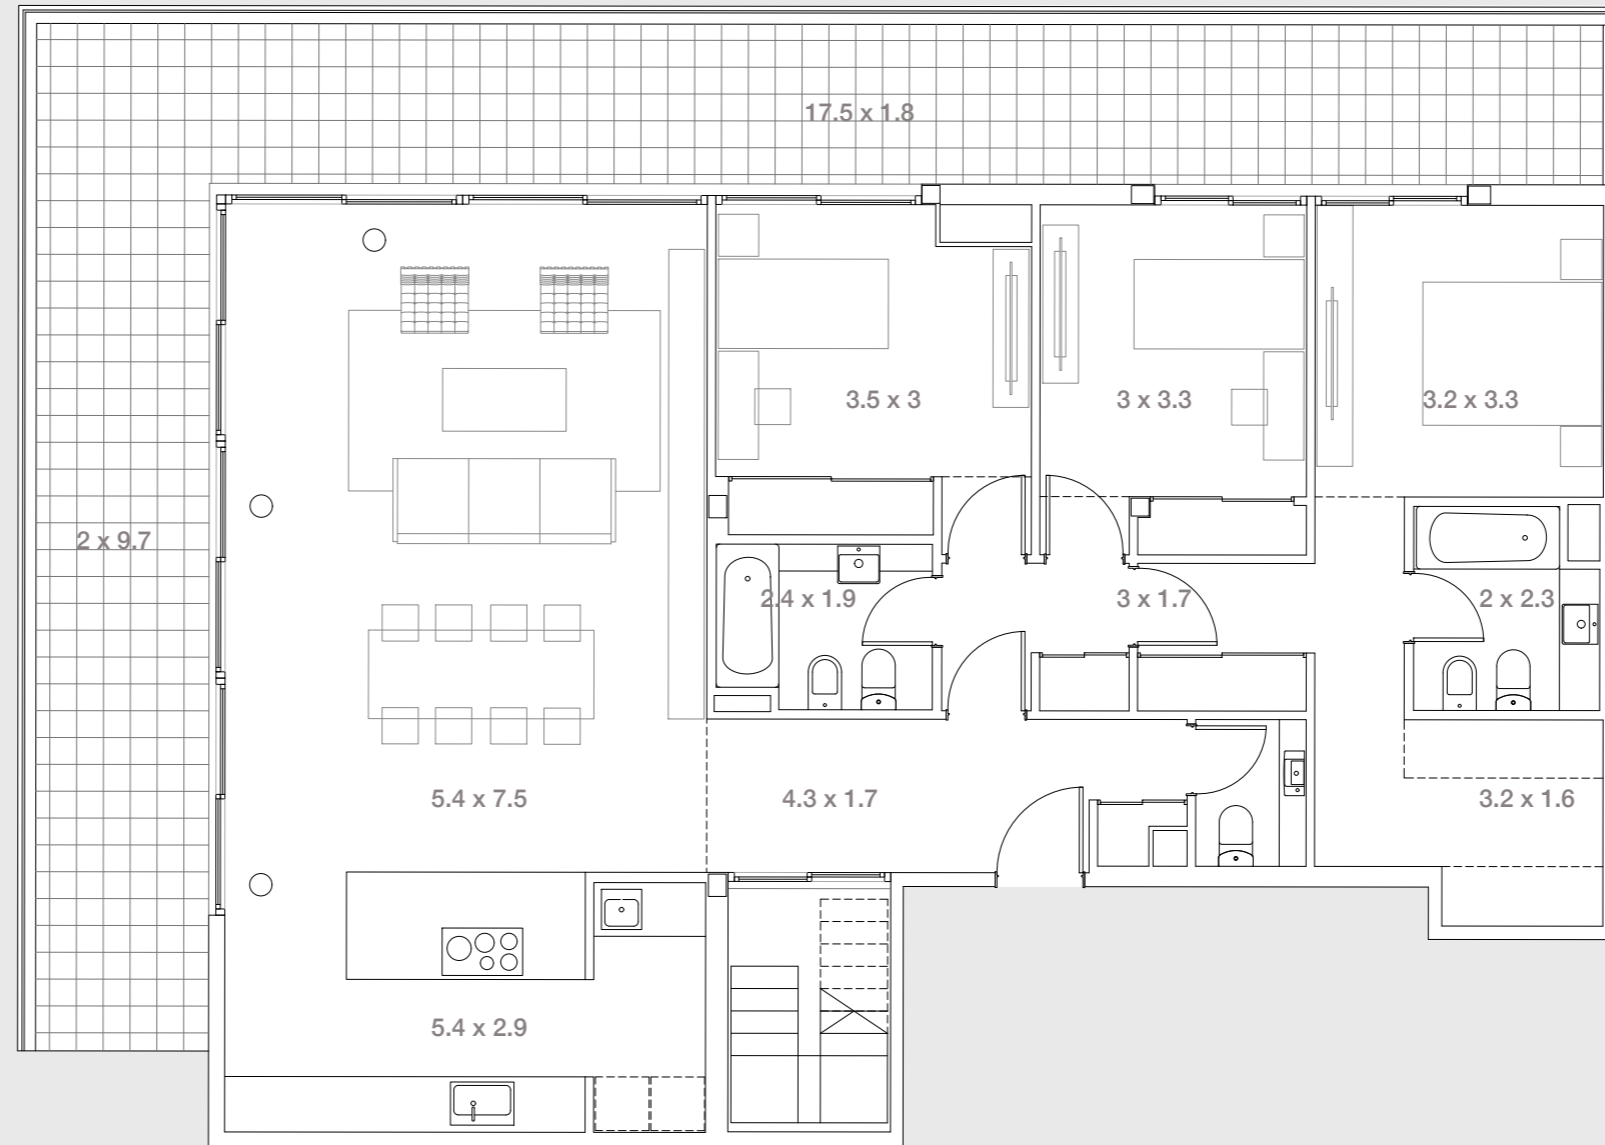 17.5 x 1.8
3.5 x 3
3 x 3.3
3.2 x 3.3
2 x 9.7
2.4 x 1.9
3 x 1.7
2 x 2.3
5.4 x 7.5
4.3 x 1.7
3.2 x 1.6
5.4 x 2.9